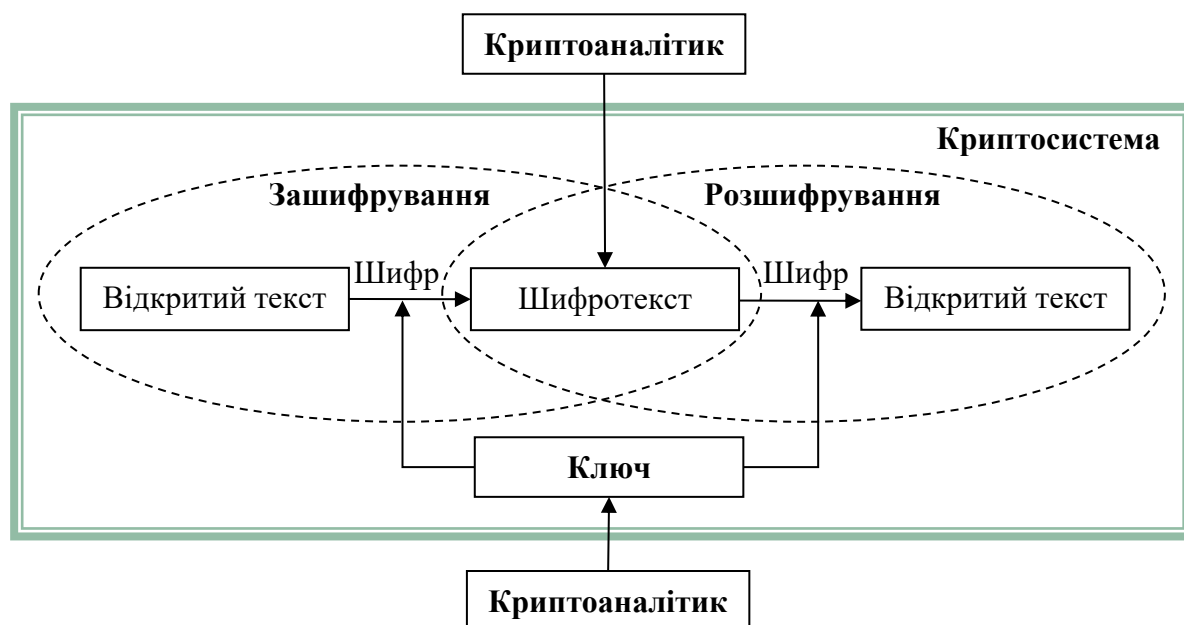 Криптоаналітик
Криптосистема
Зашифрування
Розшифрування
Шифр
Шифр
Відкритий текст
Шифротекст
Відкритий текст
Ключ
Криптоаналітик